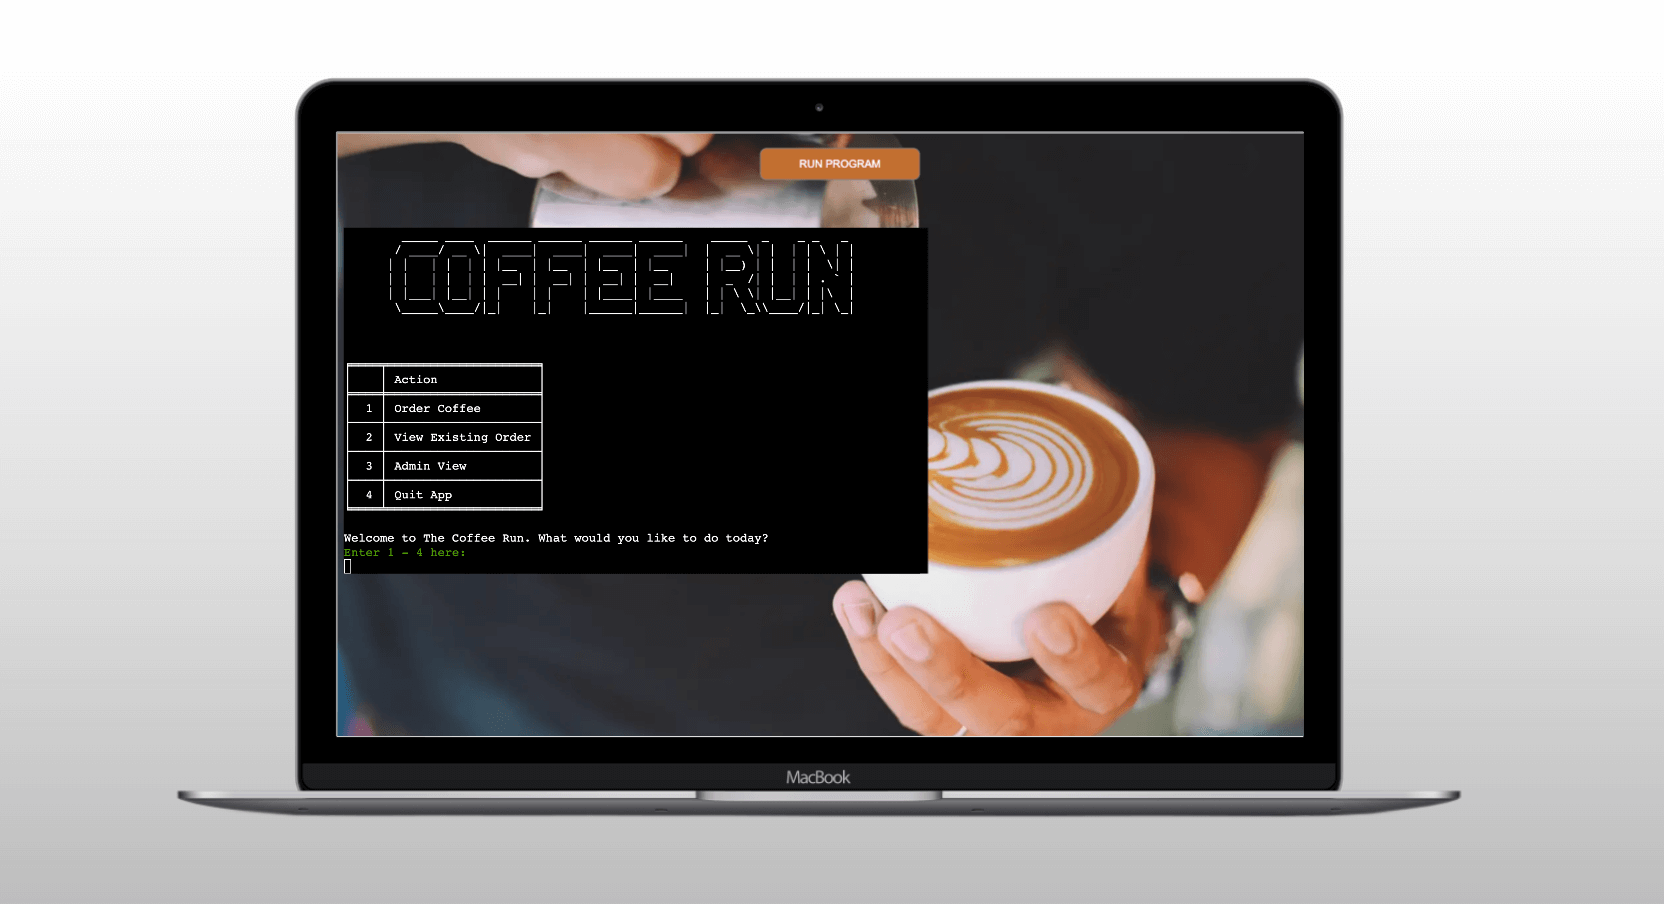 RUN PROGRAM
COFFEE RUN
Action
1 Order Coffee
2 View Existing Order
3 Admin View
4 Quit App
Welcome to The Coffee Run. What would you like to do today?
Enter 1 - 4 here:
MacBook